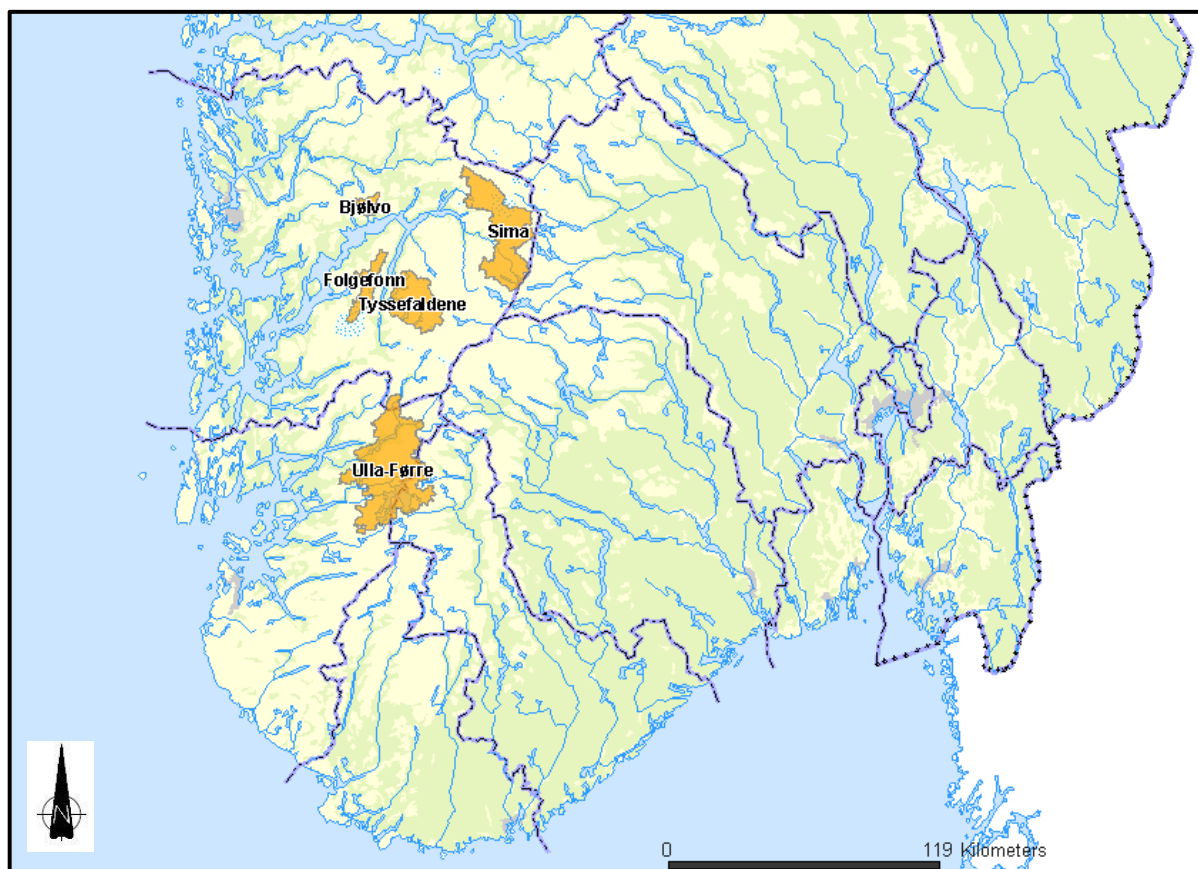 Bjølvo
Sima
Folgefonn
Tyssefaldene
Ulla-Førre
N
0
119 Kilometers